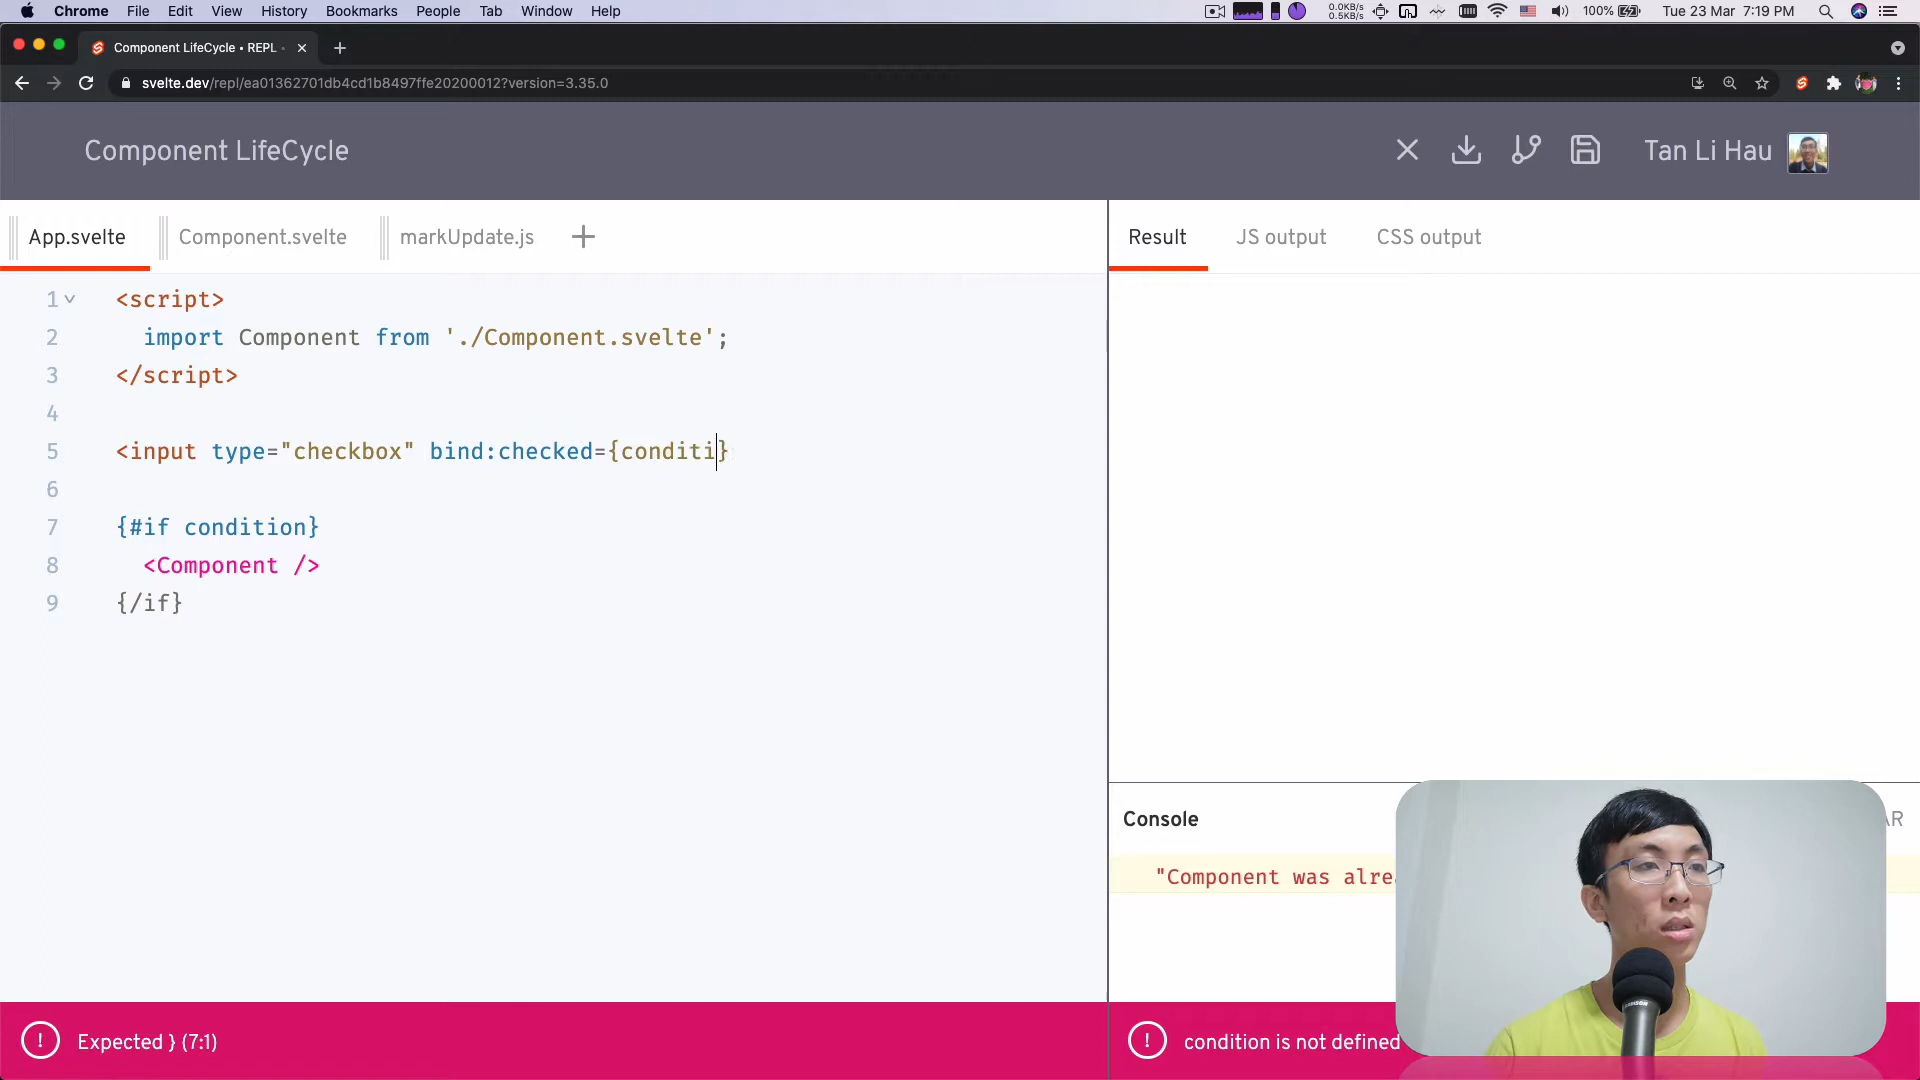 Chrome File Edit View History Bookmarks People Tab Window Help
0.0KB/s
0.5KB/s
100%
Tue 23 Mar 7:19 PM
Component LifeCycle • REPL -
svelte.dev/repl/ea01362701db4cd1b8497ffe20200012?version=3.35.0
Component LifeCycle
Tan Li Hau
App.svelte
Component.svelte
markUpdate.js
Result
JS output
CSS output
1 <script>
2 import Component from './Component.svelte';
3 </script>
4
5 <input type="checkbox" bind:checked={conditi}
6
7 {#if condition}
8 <Component />
9 {/if}
Console
"Component was alre
Expected } (7:1)
condition is not defined